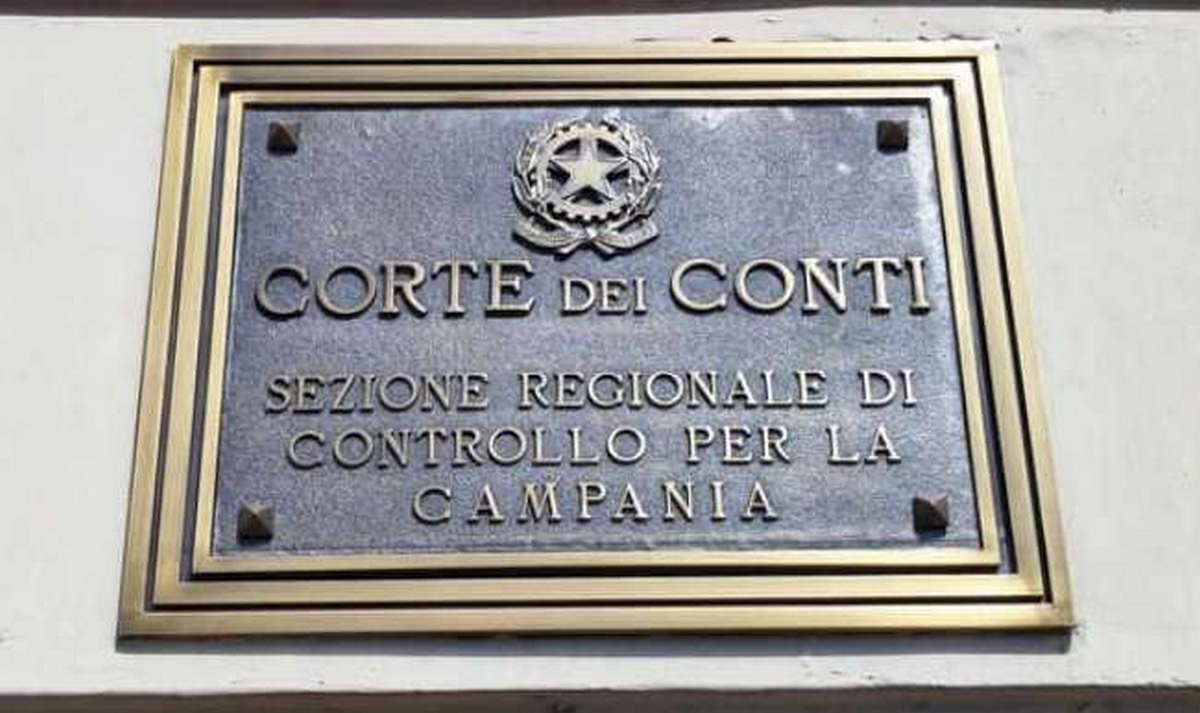 CORTE DEI CONTI
SEZIONE REGIONALE DI
CONTROLLO PER LA
CAMPANIA